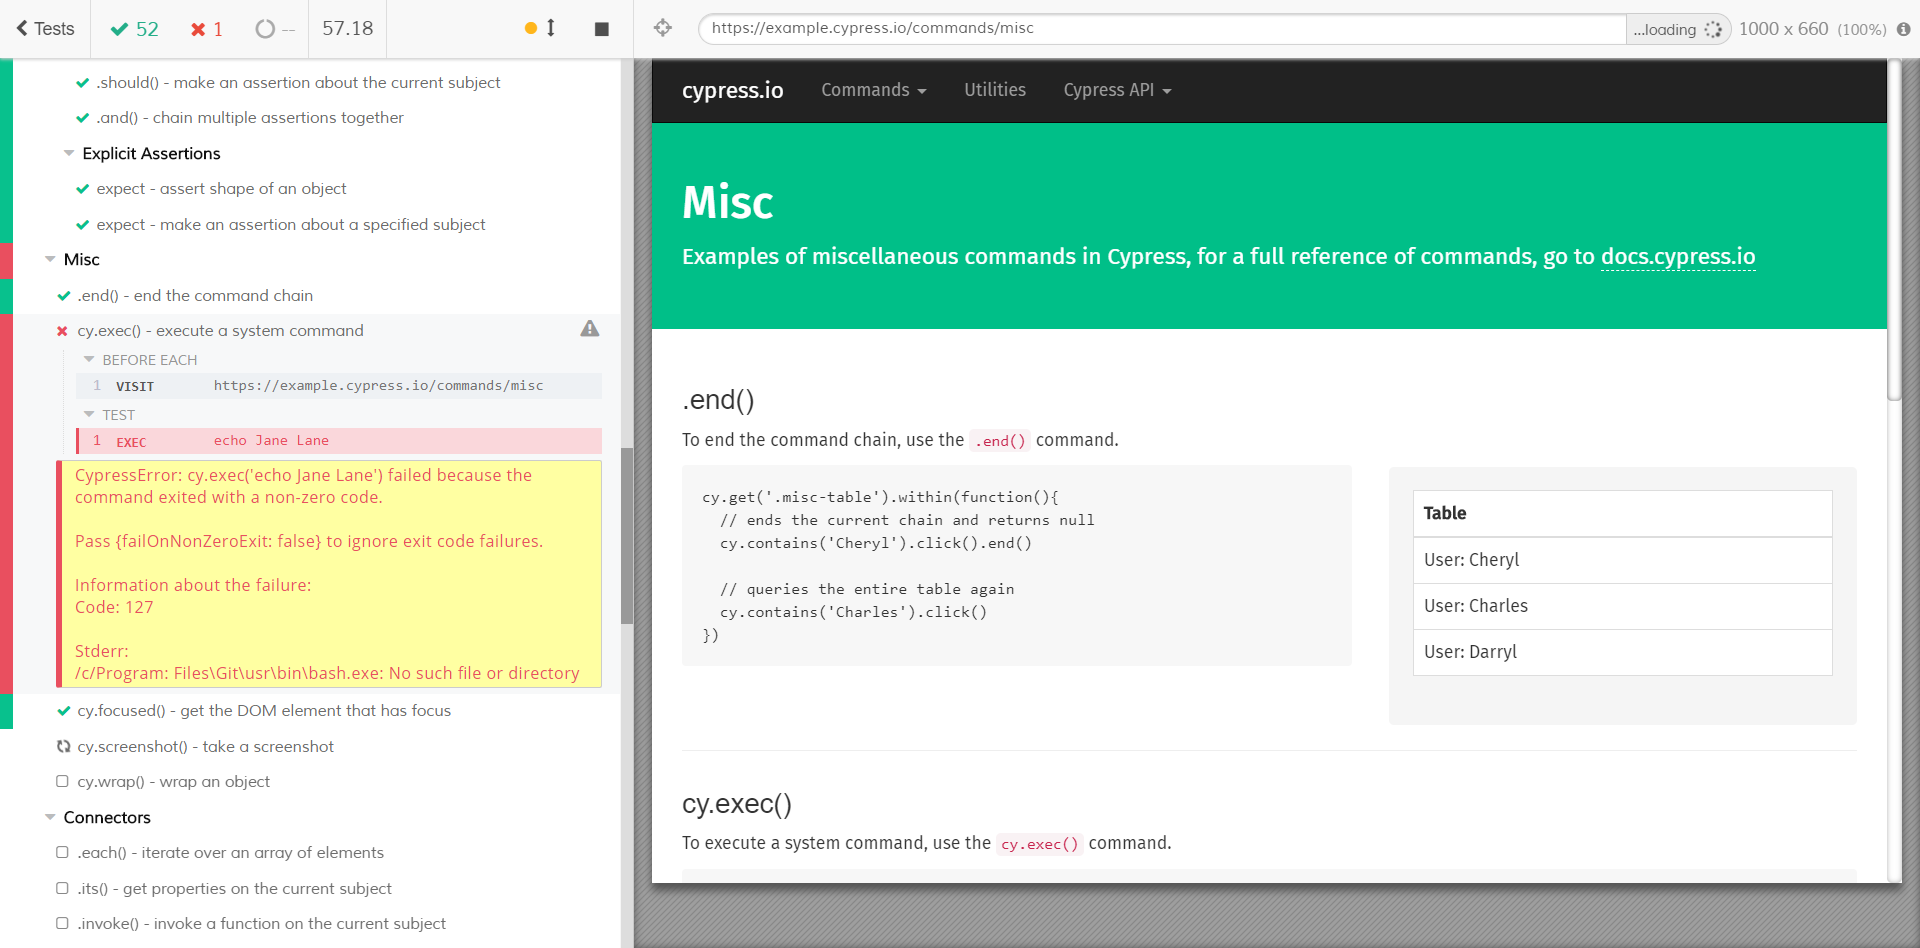 Tests
52
1
--
57.18
https://example.cypress.io/commands/misc
...loading
1000 x 660 (100%)
.should() - make an assertion about the current subject
.and() - chain multiple assertions together
Explicit Assertions
expect - assert shape of an object
expect - make an assertion about a specified subject
Misc
.end() - end the command chain
cy.exec() - execute a system command
BEFORE EACH
1 VISIT https://example.cypress.io/commands/misc
TEST
1 EXEC echo Jane Lane
CypressError: cy.exec('echo Jane Lane') failed because the
command exited with a non-zero code.
Pass {failOnNonZeroExit: false} to ignore exit code failures.
Information about the failure:
Code: 127
Stderr:
/c/Program: Files\Git\usr\bin\bash.exe: No such file or directory
cy.focused() - get the DOM element that has focus
cy.screenshot() - take a screenshot
cy.wrap() - wrap an object
Connectors
.each() - iterate over an array of elements
.its() - get properties on the current subject
.invoke() - invoke a function on the current subject
cypress.io
Commands
Utilities
Cypress API
Misc
Examples of miscellaneous commands in Cypress, for a full reference of commands, go to docs.cypress.io
.end()
To end the command chain, use the .end() command.
cy.get('.misc-table').within(function(){
// ends the current chain and returns null
cy.contains('Cheryl').click().end()
// queries the entire table again
cy.contains('Charles').click()
})
Table
User: Cheryl
User: Charles
User: Darryl
cy.exec()
To execute a system command, use the cy.exec() command.